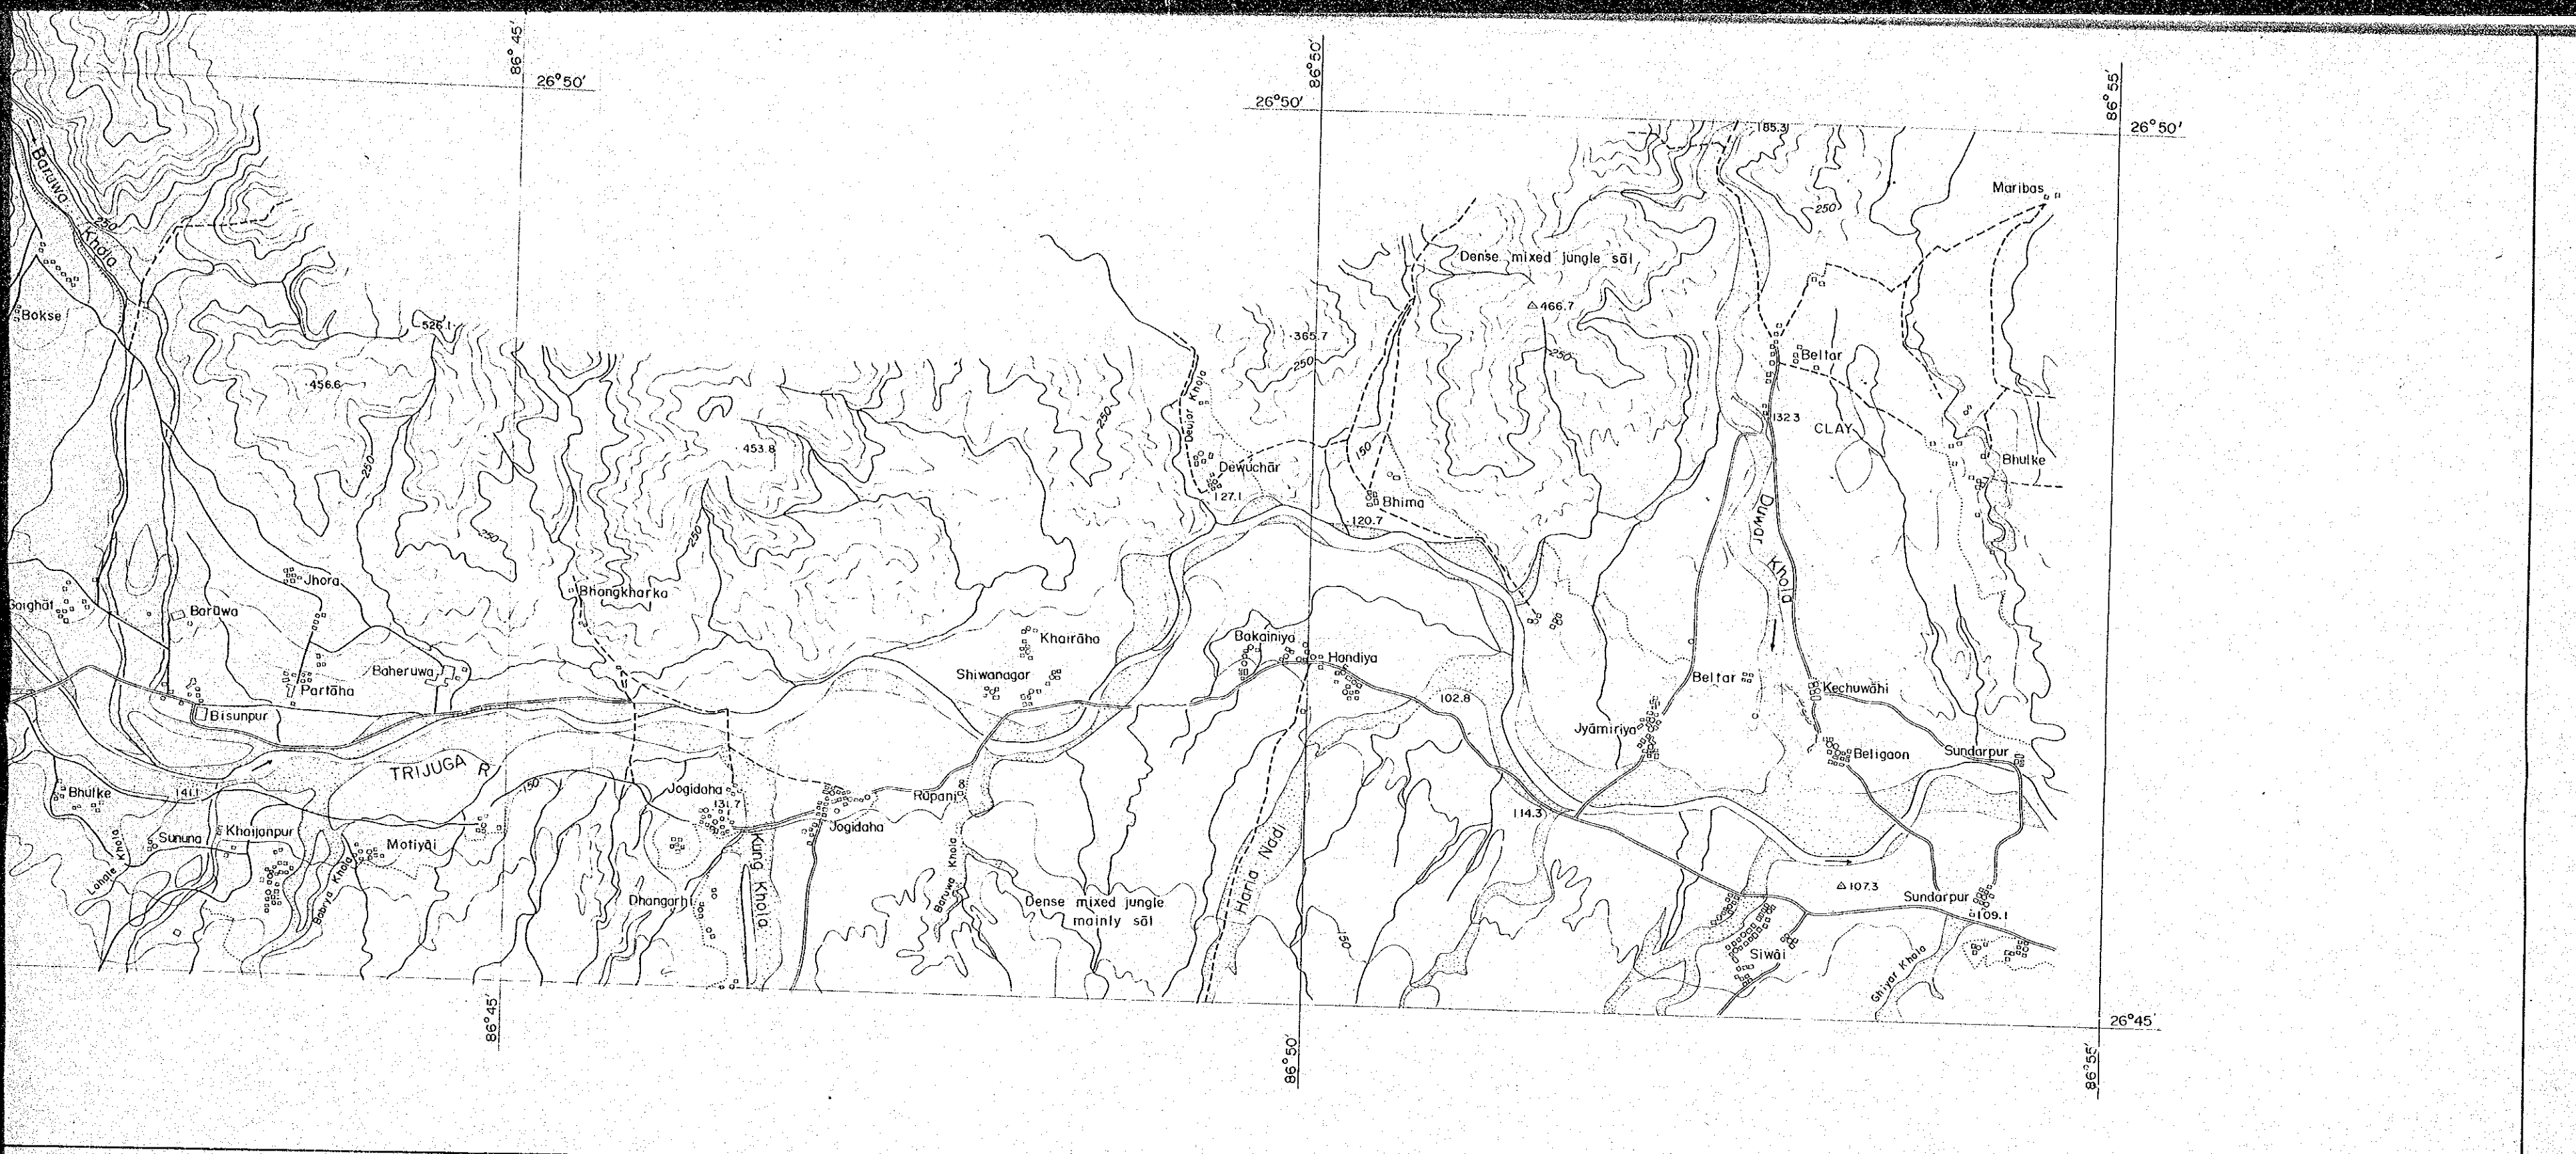 86° 45'
26°50'
86°50'
26°50'
86° 55'
26°50'
185.3
Maribas
Baruwa
Khola
250
250
Dense mixed jungle sāl
466.7
Bokse
526.1
365.7
250
250
Beltar
456.6
Dewar Khola
250
132.3
CLAY
453.8
150
250
Dewuchār
127.1
Bhulke
Bhima
120.7
Duwar
Khola
250
250
Jhora
Bhangkharka
Gaighāt
Baruwa
Khairāha
Bakainiya
Hondiya
Baheruwa
Shiwanagar
Partāha
Beltar
Kechuwāhi
102.8
Bisunpur
Jyāmiriya
Beligaon
Sundarpur
TRIJUGA R
150
Bhulke
141.1
Jogidaha
131.7
Rūpani
Jogidaha
114.3
Sununa
Khaijanpur
Motiyāi
Lohale Khola
Kung Khola
Baruwa Khola
Haria Nadi
Dhangarhi
Dense mixed jungle
mainly sāl
107.3
Sundarpur
109.1
150
Siwāi
Ghiyar Khola
86°45'
86°50'
26°45'
86°55'